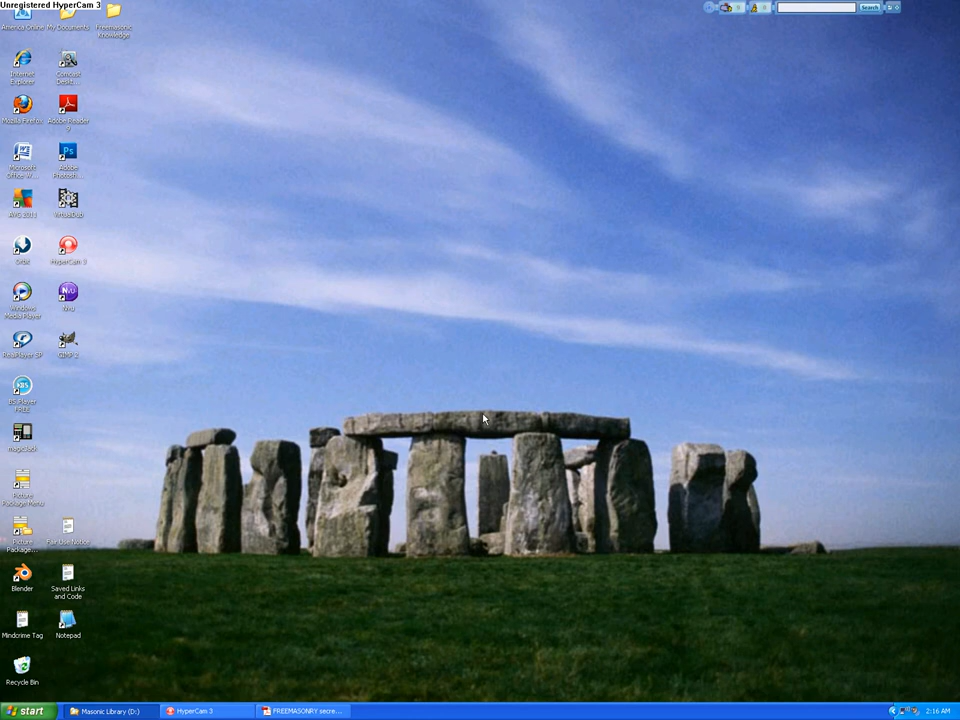 Unregistered HyperCam 3
America Online
My Documents
Freemasonic
Knowledge
Internet
Explorer
Comcast
Deskt...
Mozilla Firefox
Adobe Reader
9
Microsoft
Office W...
Adobe
Photosh...
AVG 2011
VirtualDub
Orbit
HyperCam 3
Windows
Media Player
Nvu
RealPlayer SP
GIMP 2
BS.Player
FREE
magicJack
Picture
Package Menu
Picture
Package...
Fair Use Notice
Blender
Saved Links
and Code
Mindcrime Tag
Notepad
Recycle Bin
Search
start
Masonic Library (D:)
HyperCam 3
FREEMASONRY secre...
2:16 AM